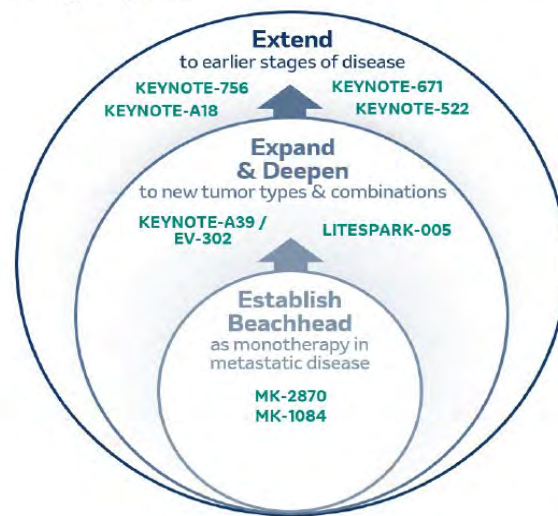 Extend
to earlier stages of disease
KEYNOTE-756
KEYNOTE-671
KEYNOTE-A18
KEYNOTE-522
Expand
& Deepen
to new tumor types & combinations
KEYNOTE-A39 /
EV-302
LITESPARK-005
Establish
Beachhead
as monotherapy in
metastatic disease
MK-2870
MK-1084